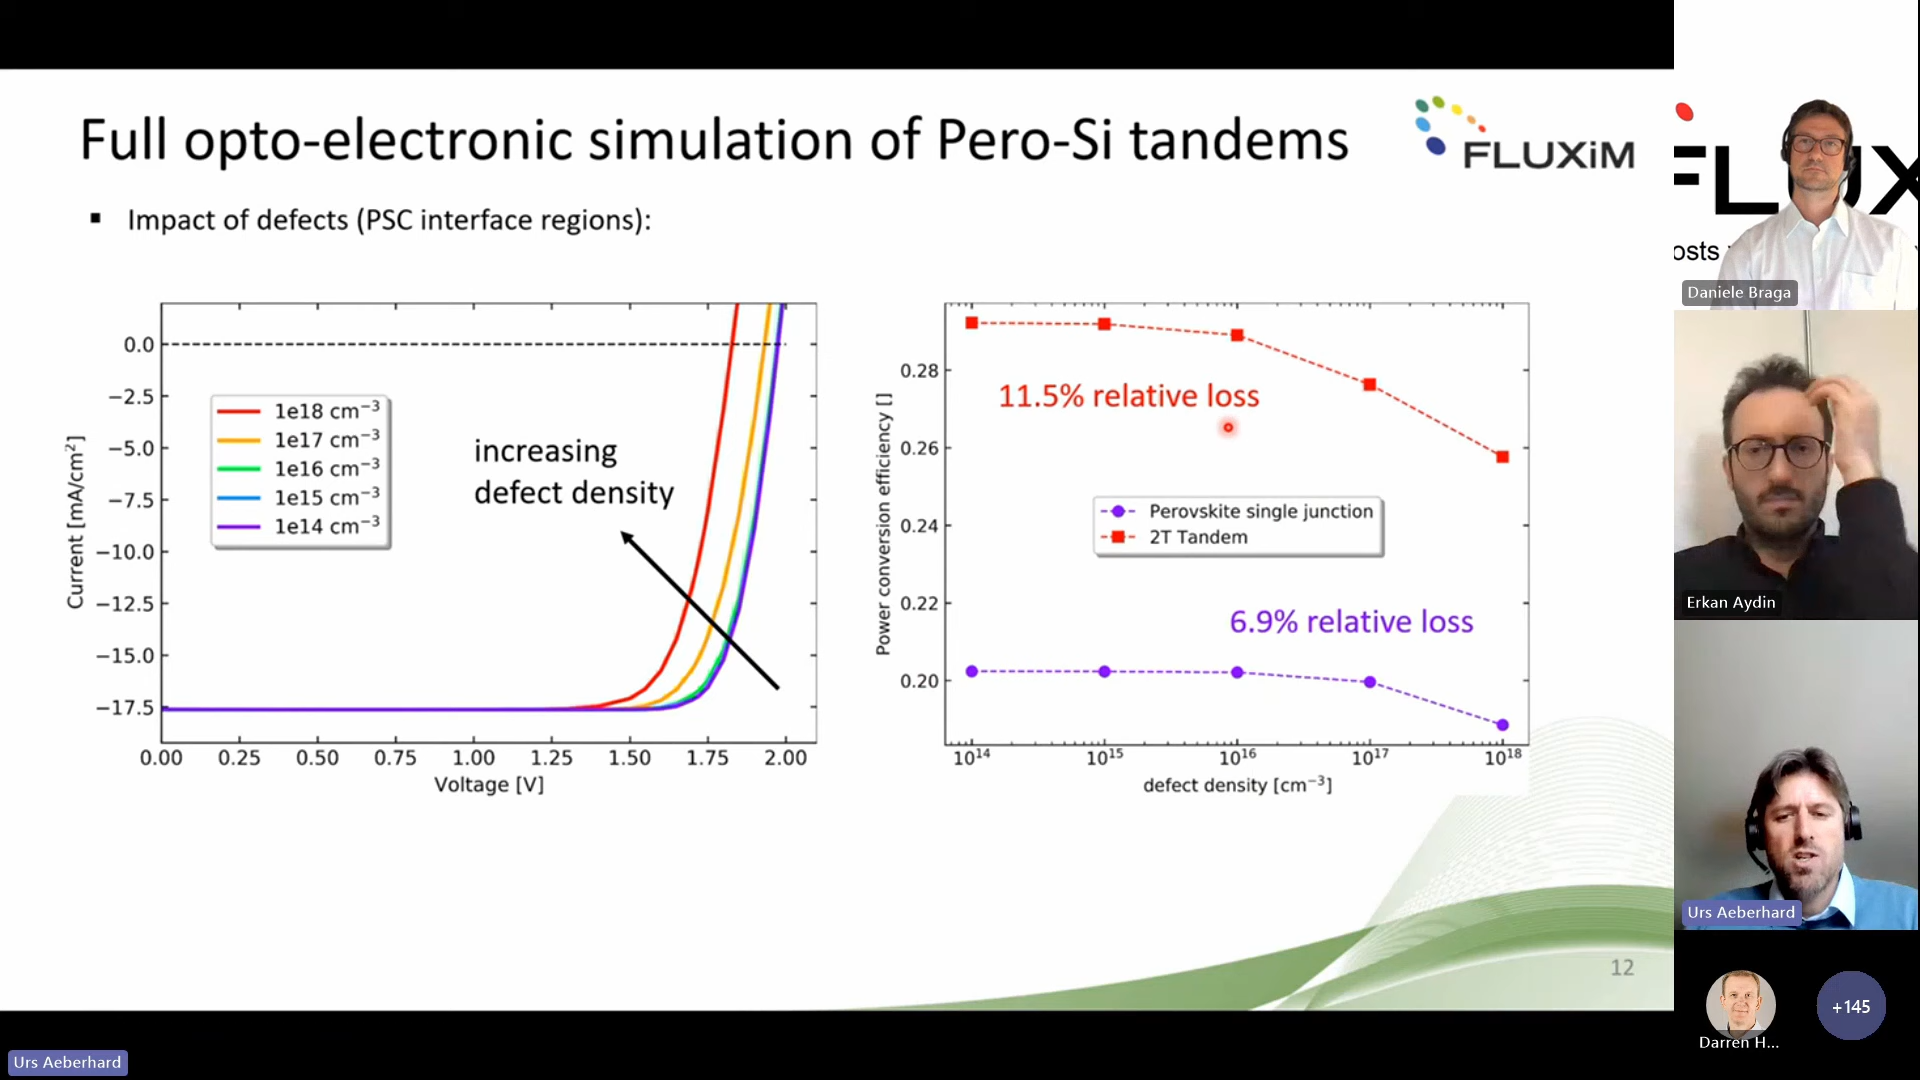 Full opto-electronic simulation of Pero-Si tandems
FLUXiM
▪ Impact of defects (PSC interface regions):
0.0
−2.5
−5.0
−7.5
−10.0
−12.5
−15.0
−17.5
Current [mA/cm²]
1e18 cm⁻³
1e17 cm⁻³
1e16 cm⁻³
1e15 cm⁻³
1e14 cm⁻³
increasing
defect density
0.00 0.25 0.50 0.75 1.00 1.25 1.50 1.75 2.00
Voltage [V]
0.28
0.26
0.24
0.22
0.20
Power conversion efficiency []
11.5% relative loss
Perovskite single junction
2T Tandem
6.9% relative loss
10¹⁴ 10¹⁵ 10¹⁶ 10¹⁷ 10¹⁸
defect density [cm⁻³]
12
Urs Aeberhard
FLUX
osts
Daniele Braga
Erkan Aydin
Urs Aeberhard
Darren H...
+145